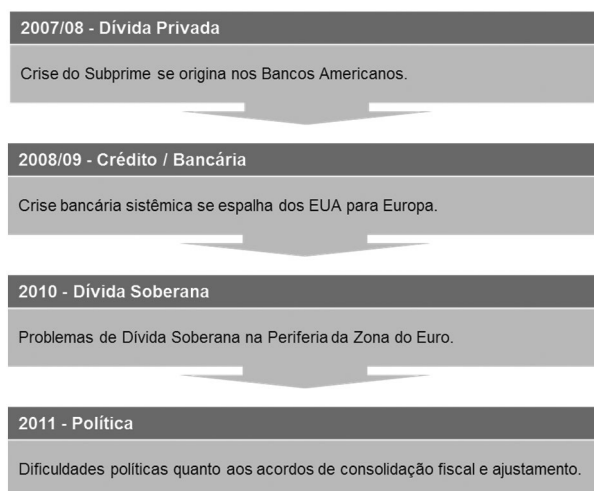 2007/08 - Dívida Privada
Crise do Subprime se origina nos Bancos Americanos.
2008/09 - Crédito / Bancária
Crise bancária sistêmica se espalha dos EUA para Europa.
2010 - Dívida Soberana
Problemas de Dívida Soberana na Periferia da Zona do Euro.
2011 - Política
Dificuldades políticas quanto aos acordos de consolidação fiscal e ajustamento.